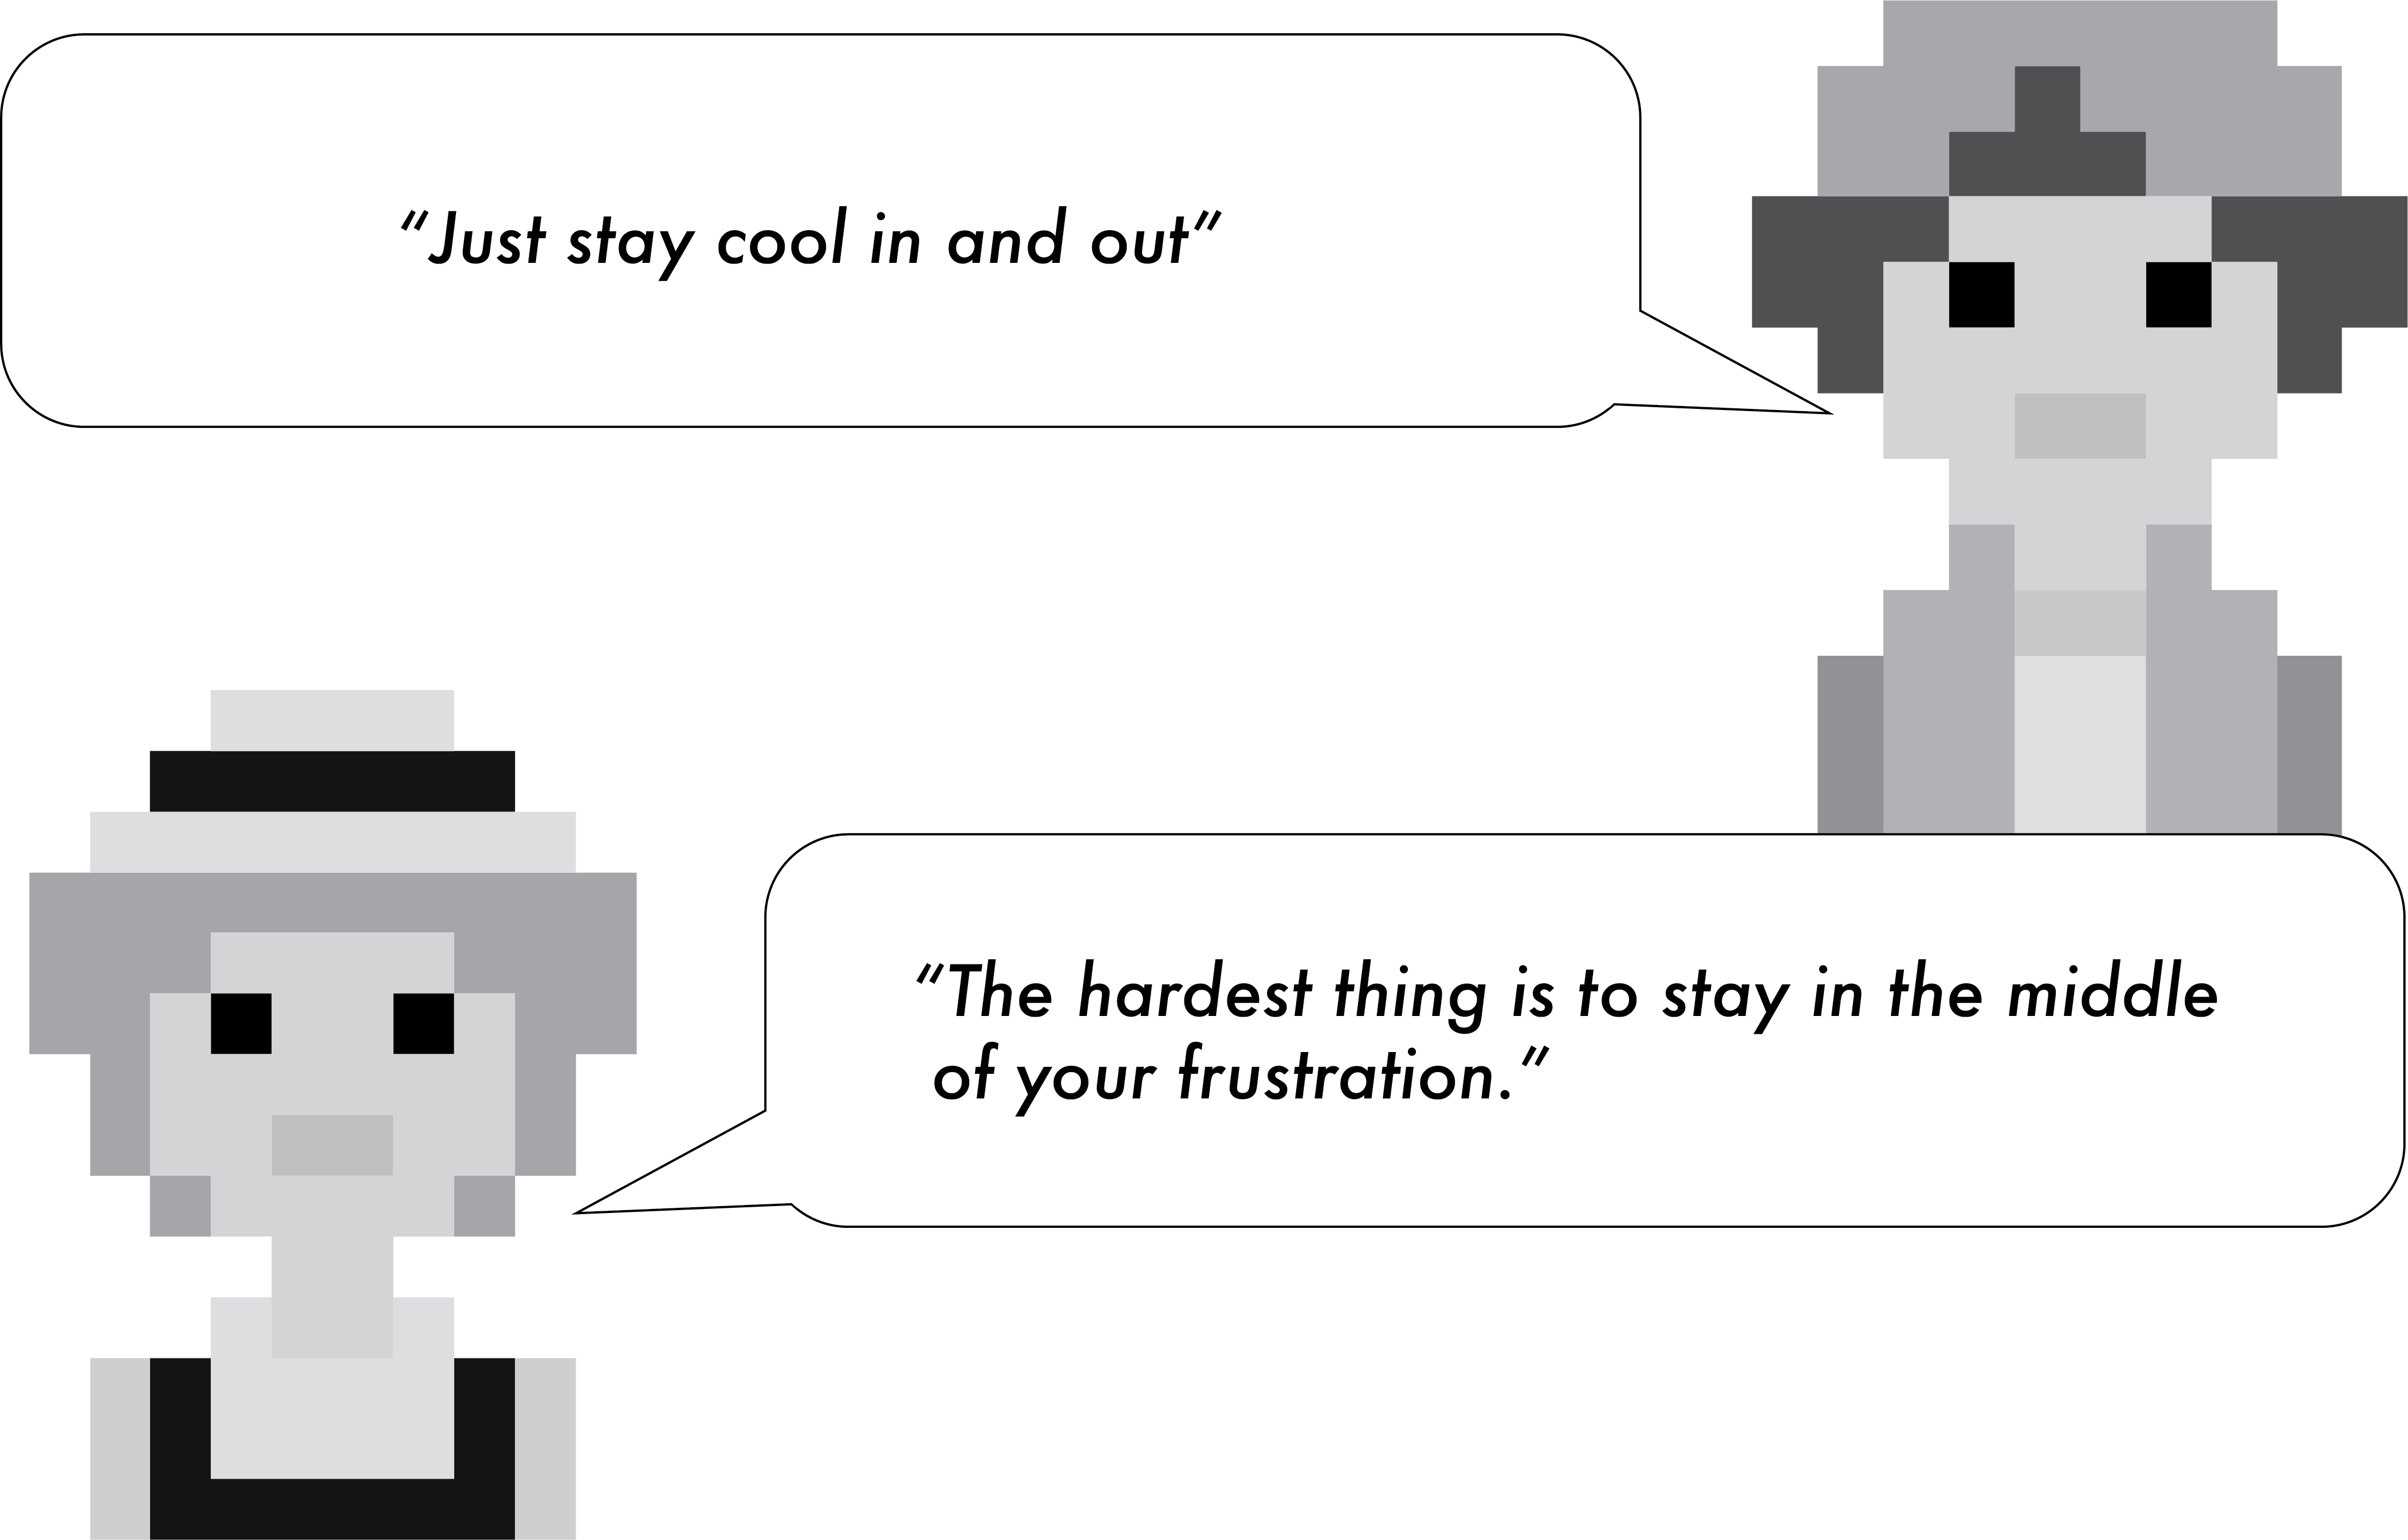 "Just stay cool in and out"
"The hardest thing is to stay in the middle
of your frustration."